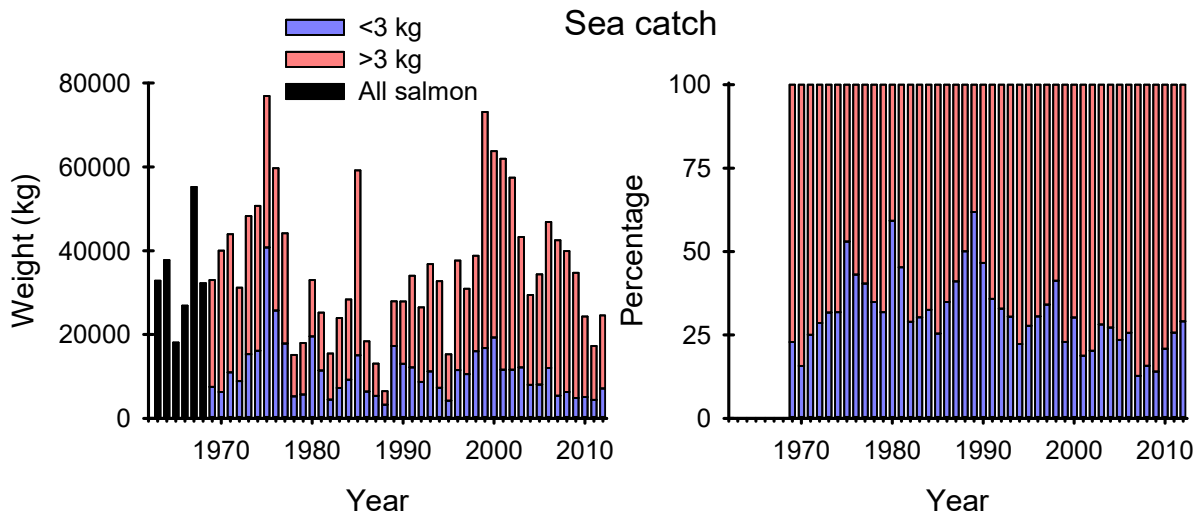 Sea catch
<3 kg
>3 kg
All salmon
Weight (kg)
80000
60000
40000
20000
0
1970 1980 1990 2000 2010
Year
Percentage
100
75
50
25
0
1970 1980 1990 2000 2010
Year